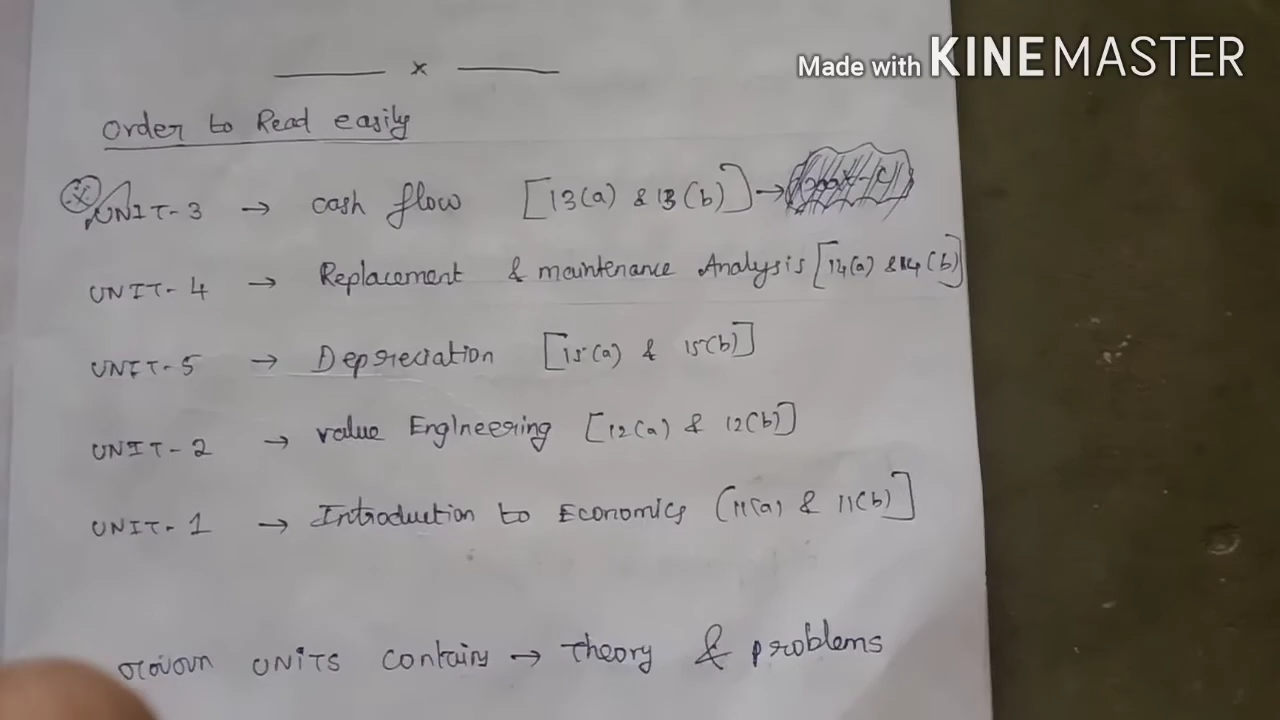 Made with KINEMASTER
x
Order to Read easily
UNIT-3 → cash flow [13(a) & 13(b)] →
UNIT-4 → Replacement & maintenance Analysis [14(a) & 14(b)]
UNIT-5 → Depreciation [15(a) & 15(b)]
UNIT-2 → value Engineering [12(a) & 12(b)]
UNIT-1 → Introduction to Economics [11(a) & 11(b)]
UNITS contain → theory & problems